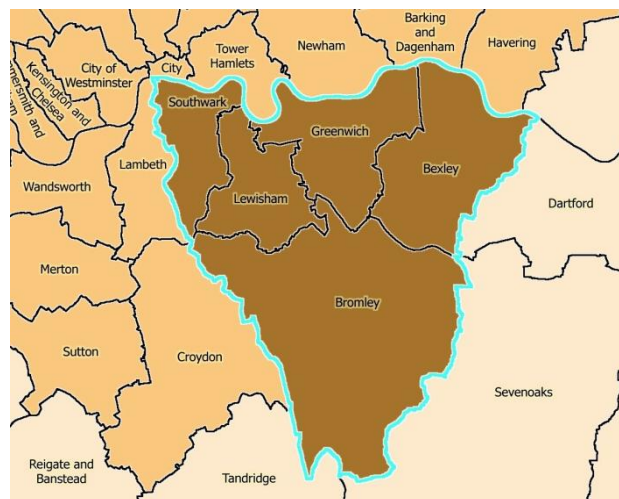 Barking
and
Dagenham
Havering
Newham
Tower
Hamlets
City
City of
Westminster
Kensington and
Chelsea
Southwark
Greenwich
Lambeth
Bexley
Wandsworth
Lewisham
Dartford
Merton
Bromley
Sutton
Croydon
Sevenoaks
Reigate and
Banstead
Tandridge